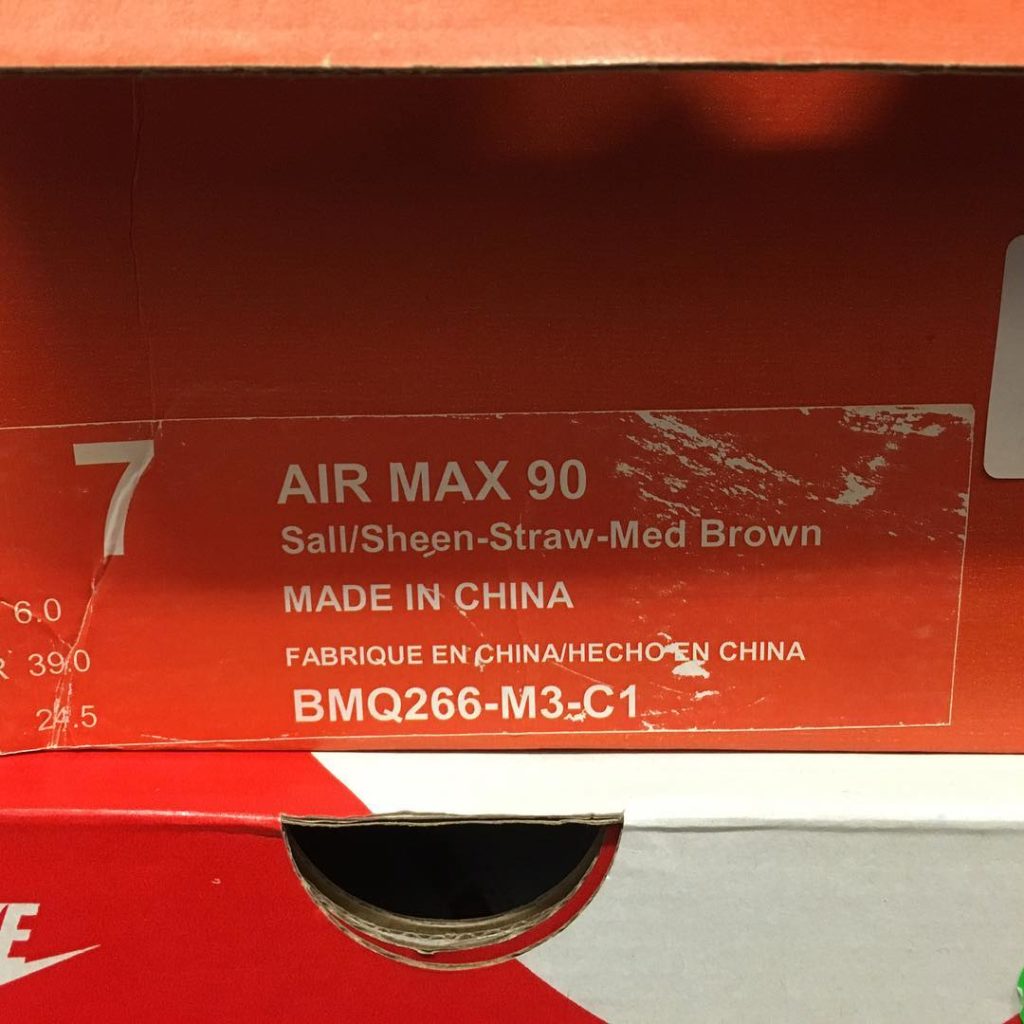 7
AIR MAX 90
Sall/Sheen-Straw-Med Brown
MADE IN CHINA
6.0
FABRIQUE EN CHINA/HECHO EN CHINA
R 39.0
BMQ266-M3-C1
24.5